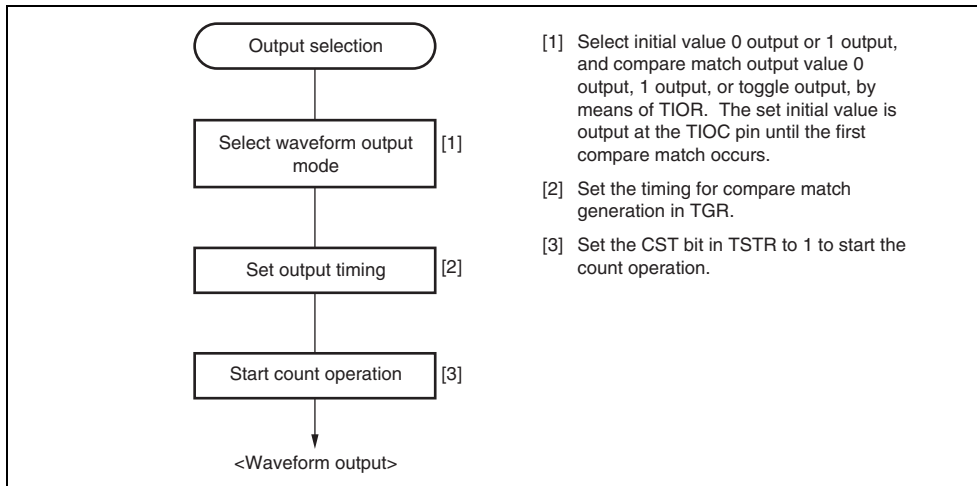 Output selection
Select waveform output
mode
[1]
Set output timing
[2]
Start count operation
[3]
<Waveform output>
[1] Select initial value 0 output or 1 output,
and compare match output value 0
output, 1 output, or toggle output, by
means of TIOR. The set initial value is
output at the TIOC pin until the first
compare match occurs.
[2] Set the timing for compare match
generation in TGR.
[3] Set the CST bit in TSTR to 1 to start the
count operation.